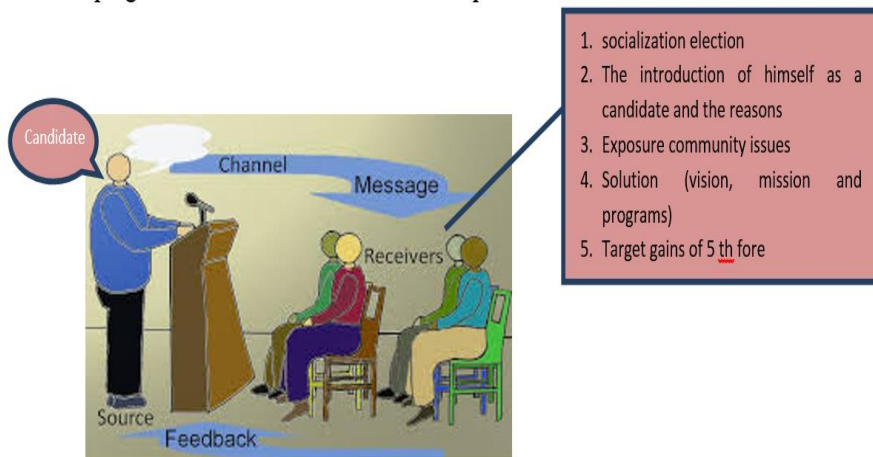 1. socialization election
2. The introduction of himself as a
candidate and the reasons
3. Exposure community issues
4. Solution (vision, mission and
programs)
5. Target gains of 5 th fore
Candidate
Channel
Message
Receivers
Source
Feedback